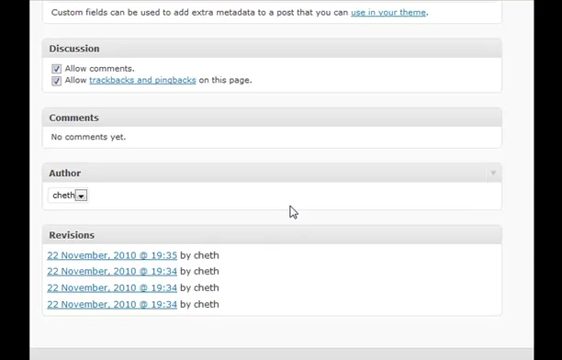 Custom fields can be used to add extra metadata to a post that you can use in your theme.
Discussion
Allow comments.
Allow trackbacks and pingbacks on this page.
Comments
No comments yet.
Author
cheth
Revisions
22 November, 2010 @ 19:35 by cheth
22 November, 2010 @ 19:34 by cheth
22 November, 2010 @ 19:34 by cheth
22 November, 2010 @ 19:34 by cheth